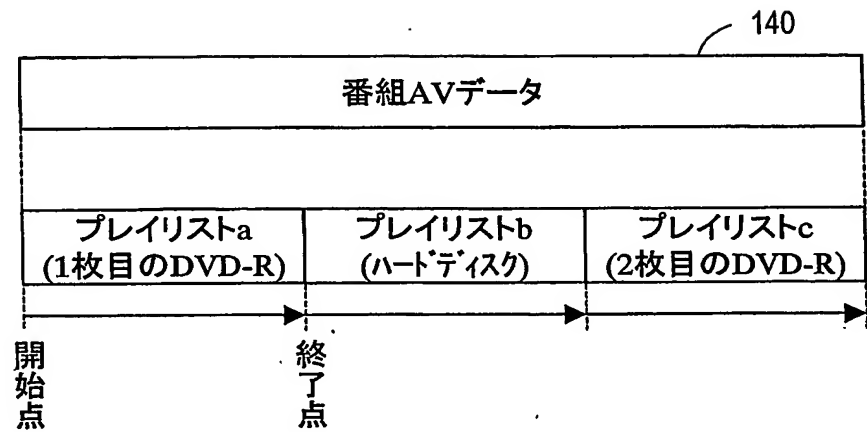 140
番組AVデータ
プレイリストa
(1枚目のDVD-R)
プレイリストb
(ハードディスク)
プレイリストc
(2枚目のDVD-R)
開始点
終了点